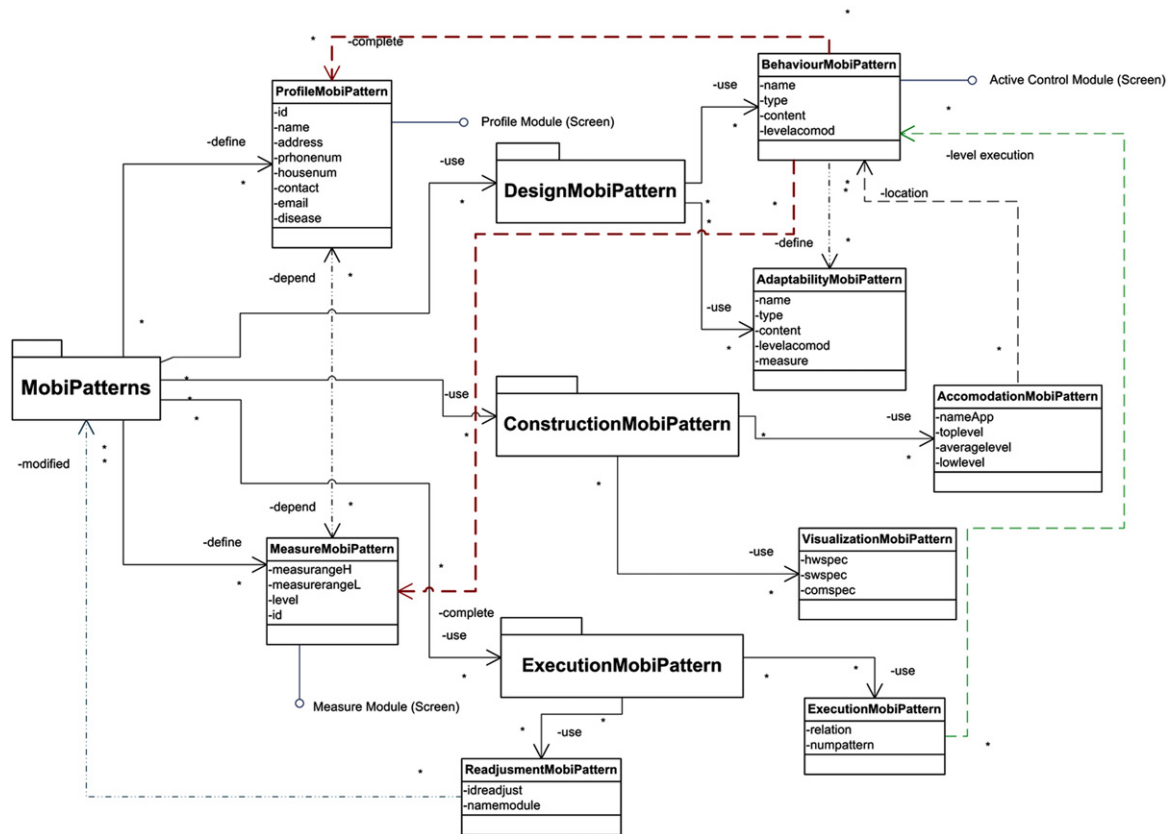 -complete
BehaviourMobiPattern
-name
-type
-content
-levelacomod
Active Control Module (Screen)
ProfileMobiPattern
-id
-name
-address
-prhonenum
-housenum
-contact
-email
-disease
Profile Module (Screen)
-define
-use
-use
DesignMobiPattern
-level execution
-location
-define
-depend
AdaptabilityMobiPattern
-name
-type
-content
-levelacomod
-measure
-use
MobiPatterns
-use
ConstructionMobiPattern
AccomodationMobiPattern
-nameApp
-toplevel
-averagelevel
-lowlevel
-use
-modified
-depend
-define
MeasureMobiPattern
-measurangeH
-measurerangeL
-level
-id
VisualizationMobiPattern
-hwspec
-swspec
-comspec
-use
-complete
-use
ExecutionMobiPattern
-use
Measure Module (Screen)
ExecutionMobiPattern
-relation
-numpattern
-use
ReadjusmentMobiPattern
-idreadjust
-namemodule